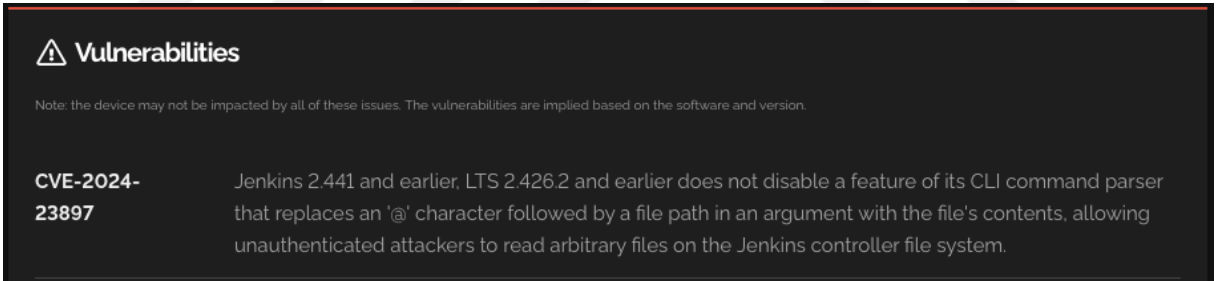 Vulnerabilities
Note: the device may not be impacted by all of these issues. The vulnerabilities are implied based on the software and version.
CVE-2024-
23897
Jenkins 2.441 and earlier, LTS 2.426.2 and earlier does not disable a feature of its CLI command parser
that replaces an '@' character followed by a file path in an argument with the file's contents, allowing
unauthenticated attackers to read arbitrary files on the Jenkins controller file system.